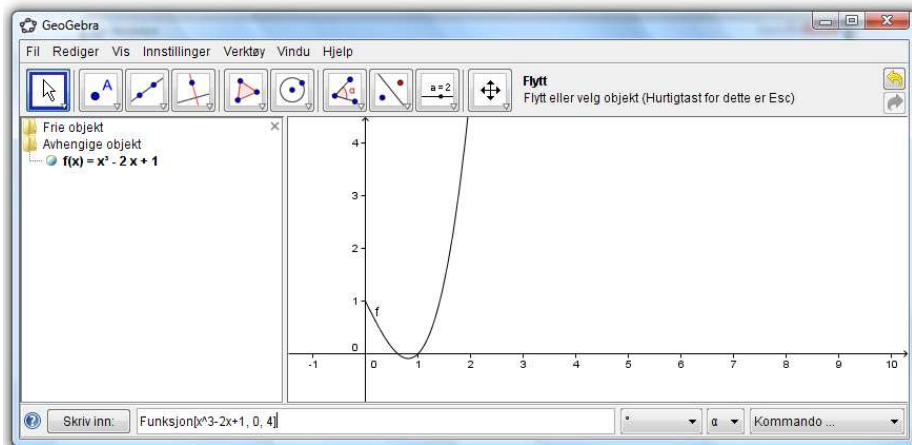 GeoGebra
Fil Rediger Vis Innstillinger Verktøy Vindu Hjelp
A
α
a = 2
Flytt
Flytt eller velg objekt (Hurtigtast for dette er Esc)
Frie objekt
Avhengige objekt
f(x) = x³ - 2 x + 1
4
3
2
1
0
f
-1 0 1 2 3 4 5 6 7 8 9 10
Skriv inn: Funksjon[x^3-2x+1, 0, 4] ° α Kommando ...